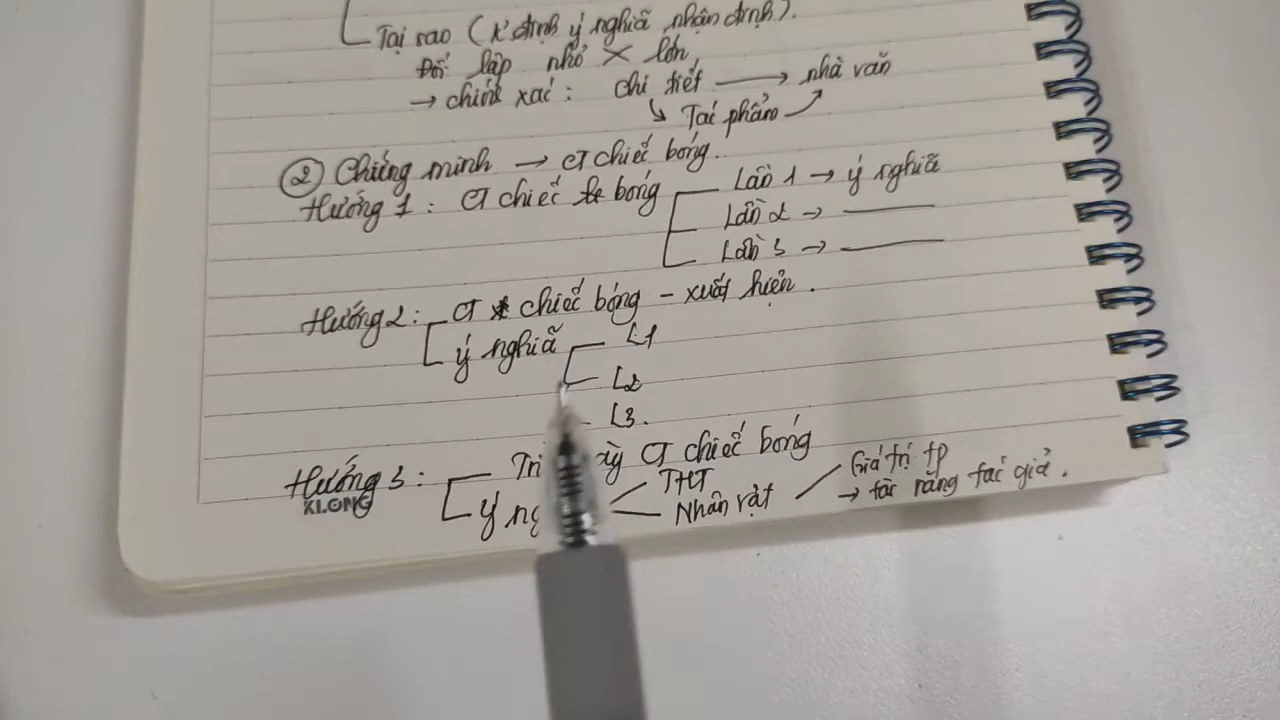 Tại sao (x' định ý nghĩa nhận định).
Đối lập nhỏ X lớn
→ chính xác: chi tiết → nhà văn
↘ Tác phẩm ↗
② Chứng minh → CT chiếc bóng.
Hướng 1: CT chiếc bóng Lần 1 → ý nghĩa
Lần 2 →
Lần 3 →
Hướng 2: CT chiếc bóng - xuất hiện.
ý nghĩa L1
L2
L3.
Hướng 3: CT chiếc bóng
ý THT
Nhân vật Giá trị tp
→ tài năng tác giả.
KLONG